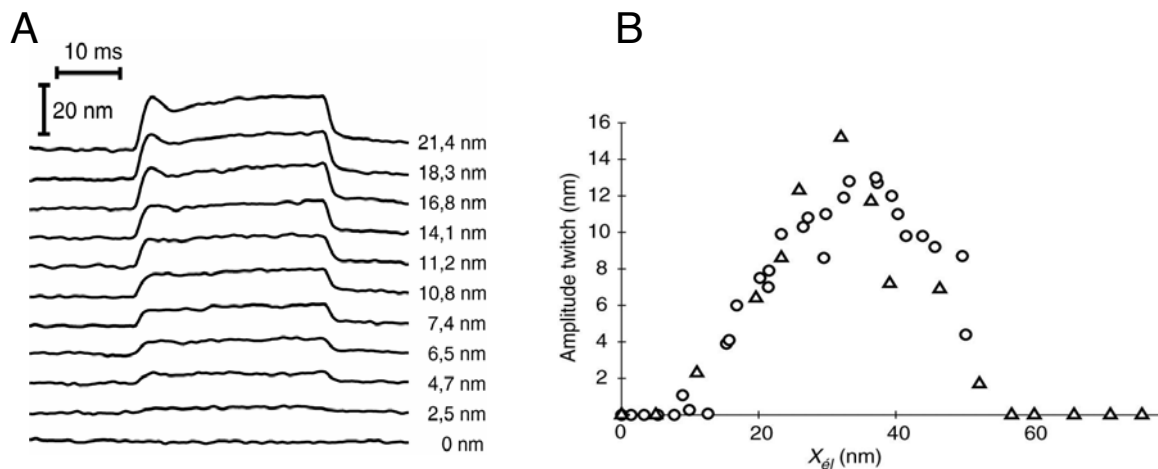 A
10 ms
20 nm
21,4 nm
18,3 nm
16,8 nm
14,1 nm
11,2 nm
10,8 nm
7,4 nm
6,5 nm
4,7 nm
2,5 nm
0 nm
B
Amplitude twitch (nm)
16
14
12
10
8
6
4
2
0
20
40
60
X él (nm)